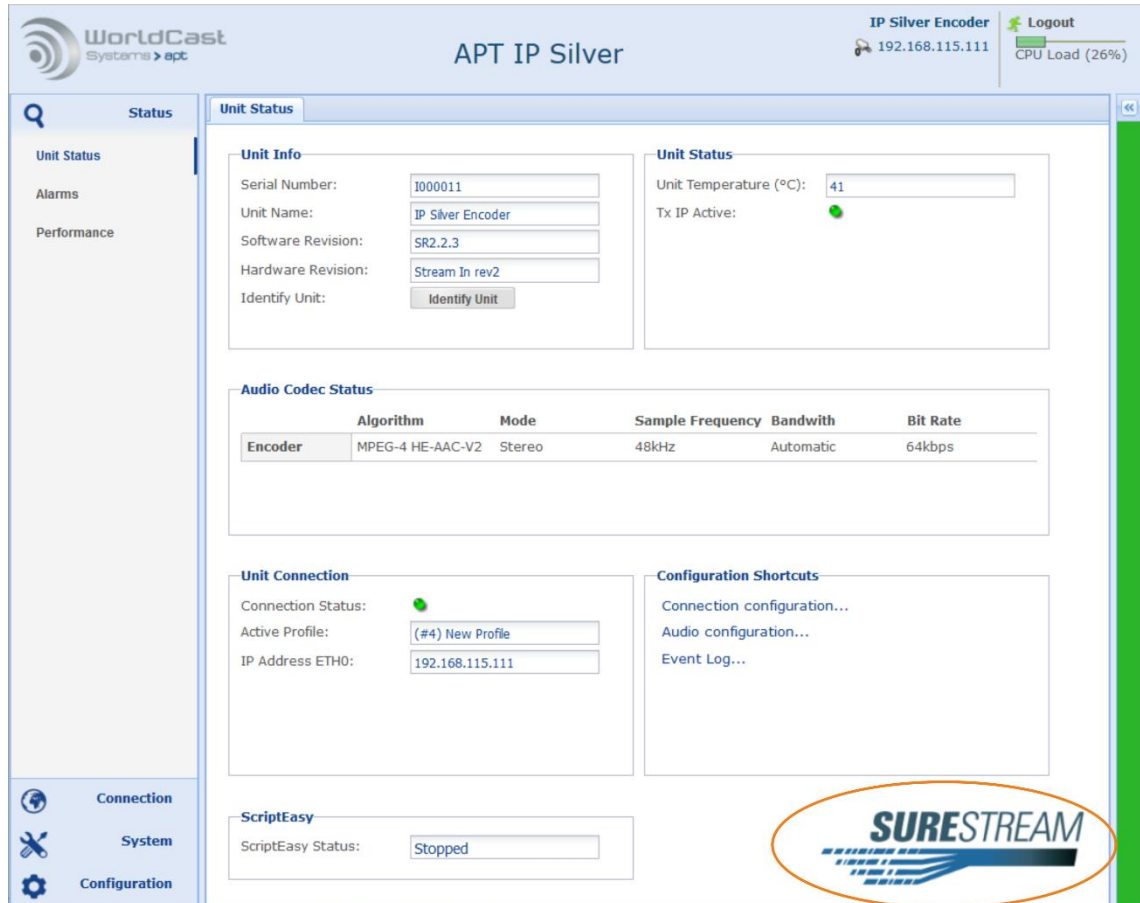 WorldCast
Systems > apt
APT IP Silver
IP Silver Encoder
192.168.115.111
Logout
CPU Load (26%)
Status
Unit Status
Alarms
Performance
Connection
System
Configuration
Unit Status
Unit Info
Serial Number: I000011
Unit Name: IP Silver Encoder
Software Revision: SR2.2.3
Hardware Revision: Stream In rev2
Identify Unit: Identify Unit
Unit Status
Unit Temperature (°C): 41
Tx IP Active:
Audio Codec Status
Algorithm Mode Sample Frequency Bandwith Bit Rate
Encoder MPEG-4 HE-AAC-V2 Stereo 48kHz Automatic 64kbps
Unit Connection
Connection Status:
Active Profile: (#4) New Profile
IP Address ETH0: 192.168.115.111
Configuration Shortcuts
Connection configuration...
Audio configuration...
Event Log...
ScriptEasy
ScriptEasy Status: Stopped
SURESTREAM